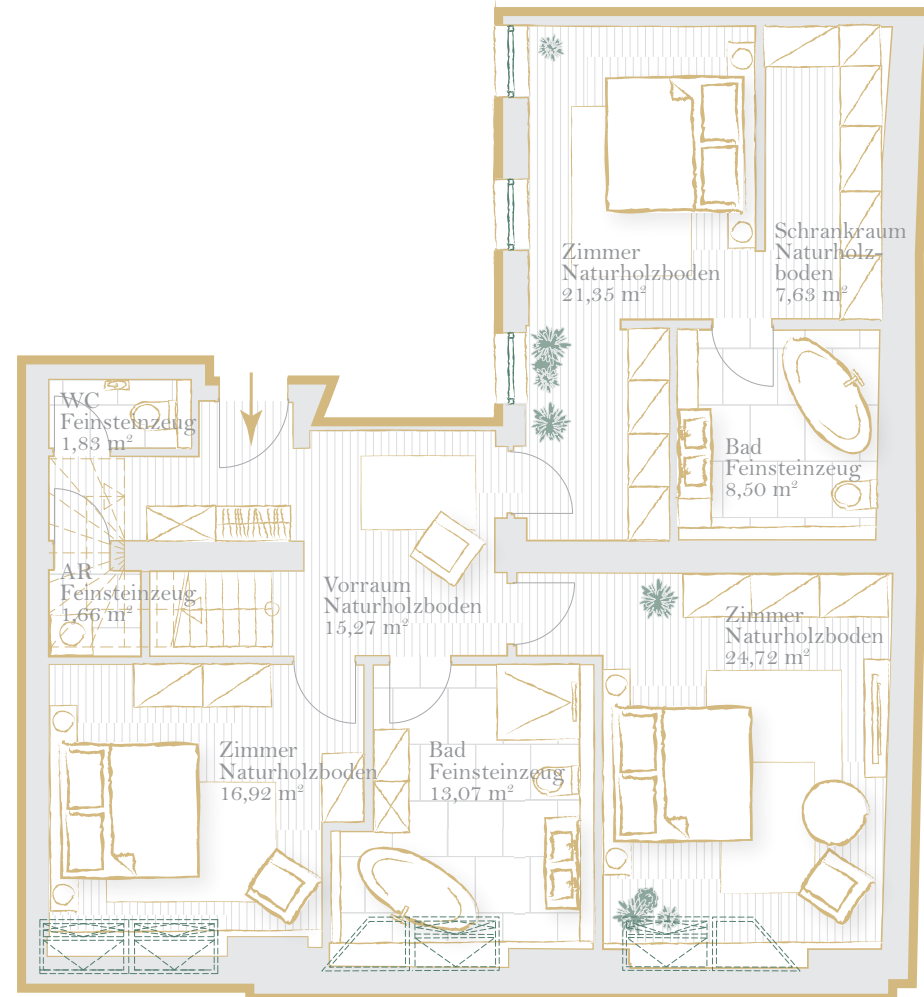 Zimmer
Naturholzboden
21,35 m²
Schrankraum
Naturholz-
boden
7,63 m²
WC
Feinsteinzeug
1,83 m²
Bad
Feinsteinzeug
8,50 m²
AR
Feinsteinzeug
1,66 m²
Vorraum
Naturholzboden
15,27 m²
Zimmer
Naturholzboden
24,72 m²
Zimmer
Naturholzboden
16,92 m²
Bad
Feinsteinzeug
13,07 m²